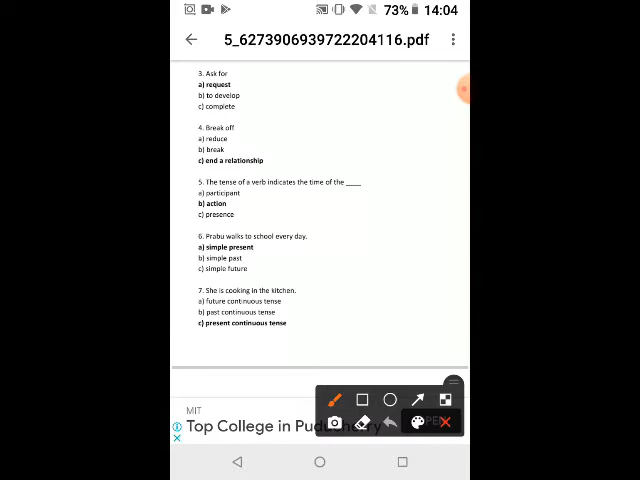 73% 14:04
5_6273906939722204116.pdf
3. Ask for
a) request
b) to develop
c) complete
4. Break off
a) reduce
b) break
c) end a relationship
5. The tense of a verb indicates the time of the ____
a) participant
b) action
c) presence
6. Prabu walks to school every day.
a) simple present
b) simple past
c) simple future
7. She is cooking in the kitchen.
a) future continuous tense
b) past continuous tense
c) present continuous tense
MIT
Top College in Puducherry